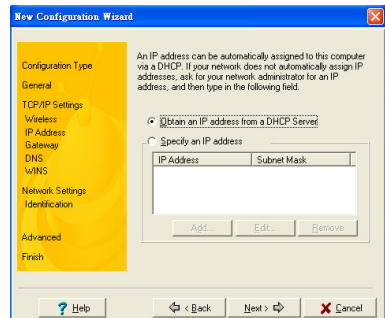 New Configuration Wizard
Configuration Type
General
TCP/IP Settings
Wireless
IP Address
Gateway
DNS
WINS
Network Settings
Identification
Advanced
Finish
An IP address can be automatically assigned to this computer
via a DHCP. If your network does not automatically assign IP
addresses, ask for your network administrator for an IP
address, and then type in the following field.
Obtain an IP address from a DHCP Server
Specify an IP address
IP Address Subnet Mask
Add... Edit... Remove
? Help < Back Next > Cancel